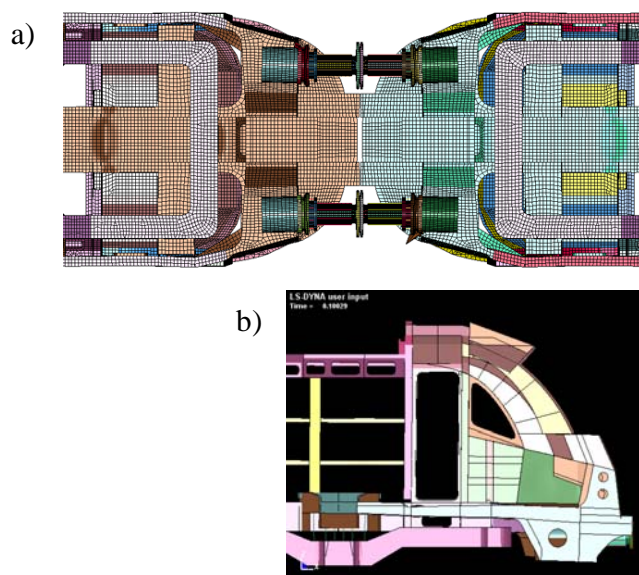 a)
b)
LS-DYNA user input
Time = 0.10029